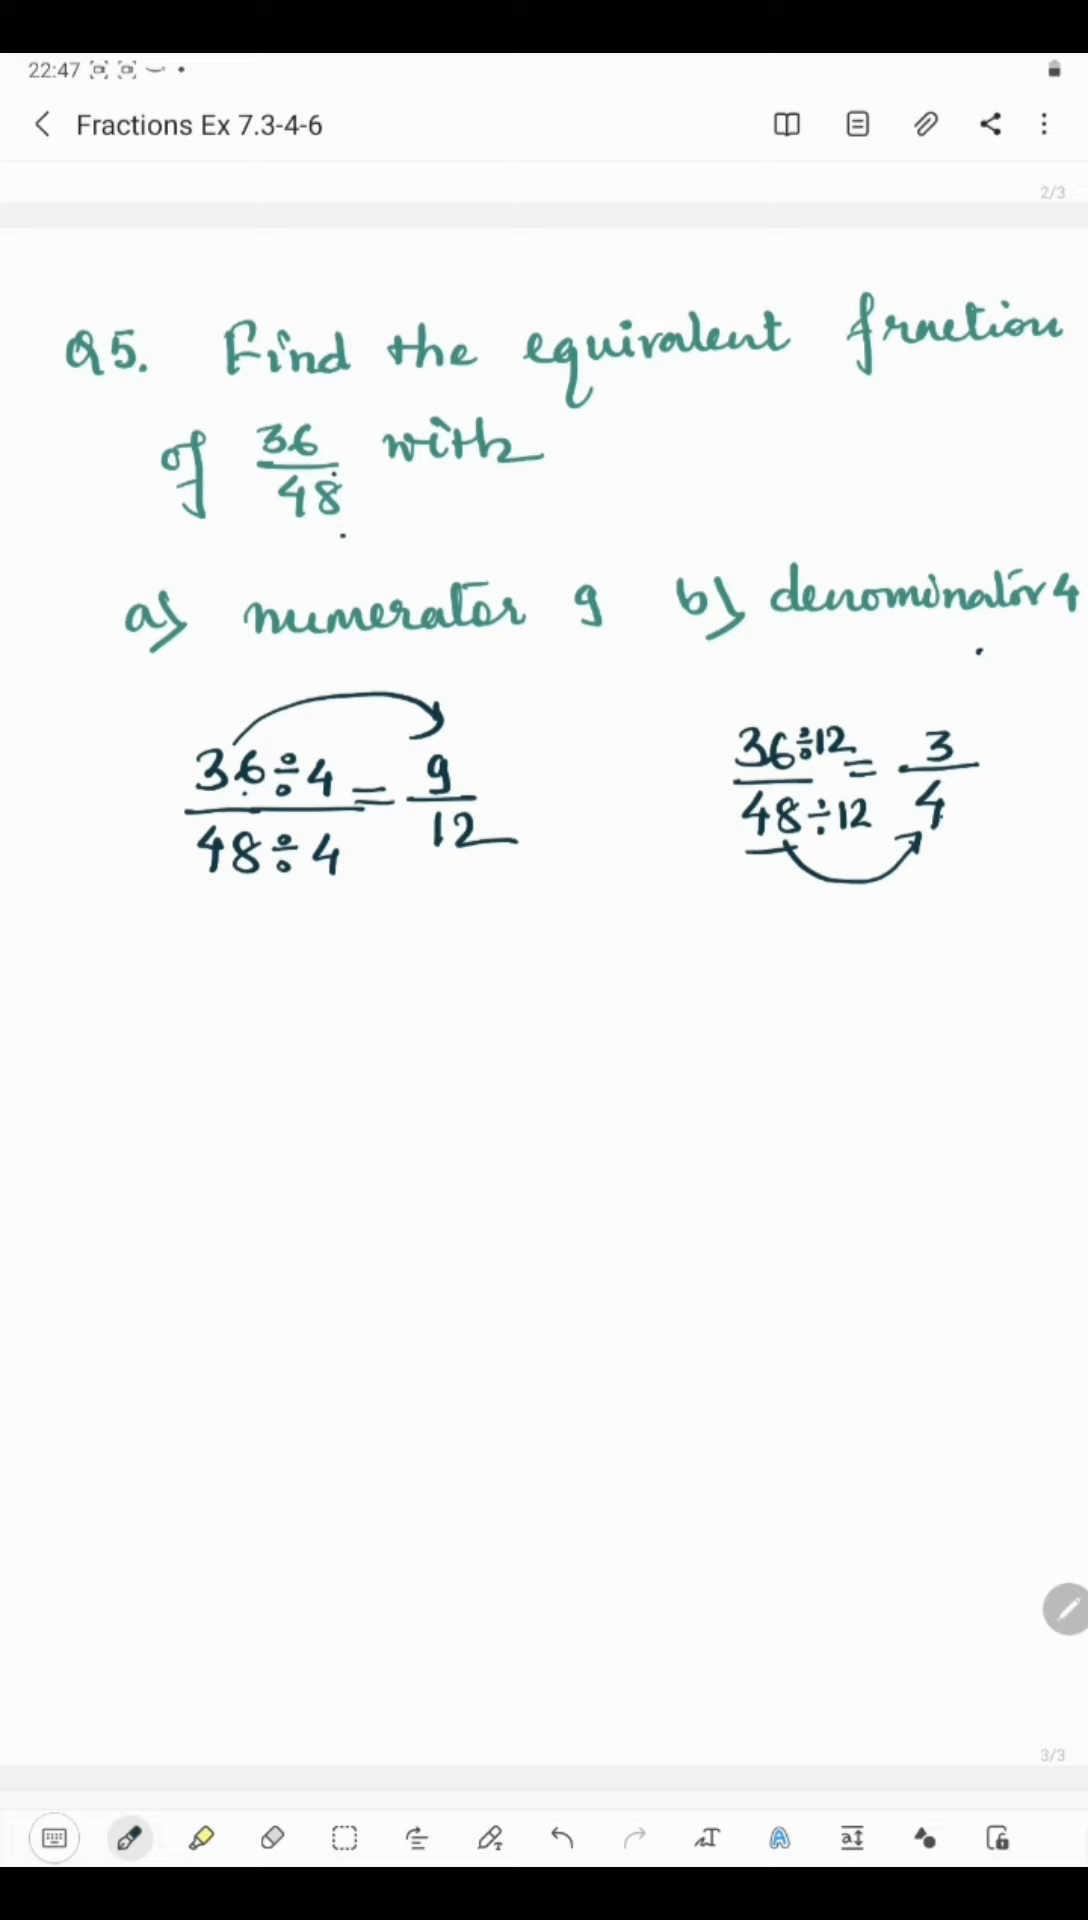 22:47
Fractions Ex 7.3-4-6
2/3
Q5. Find the equivalent fraction
of 36/48 with
a) numerator 9 b) denominator 4
36÷4/48÷4 = 9/12
36÷12/48÷12 = 3/4
3/3